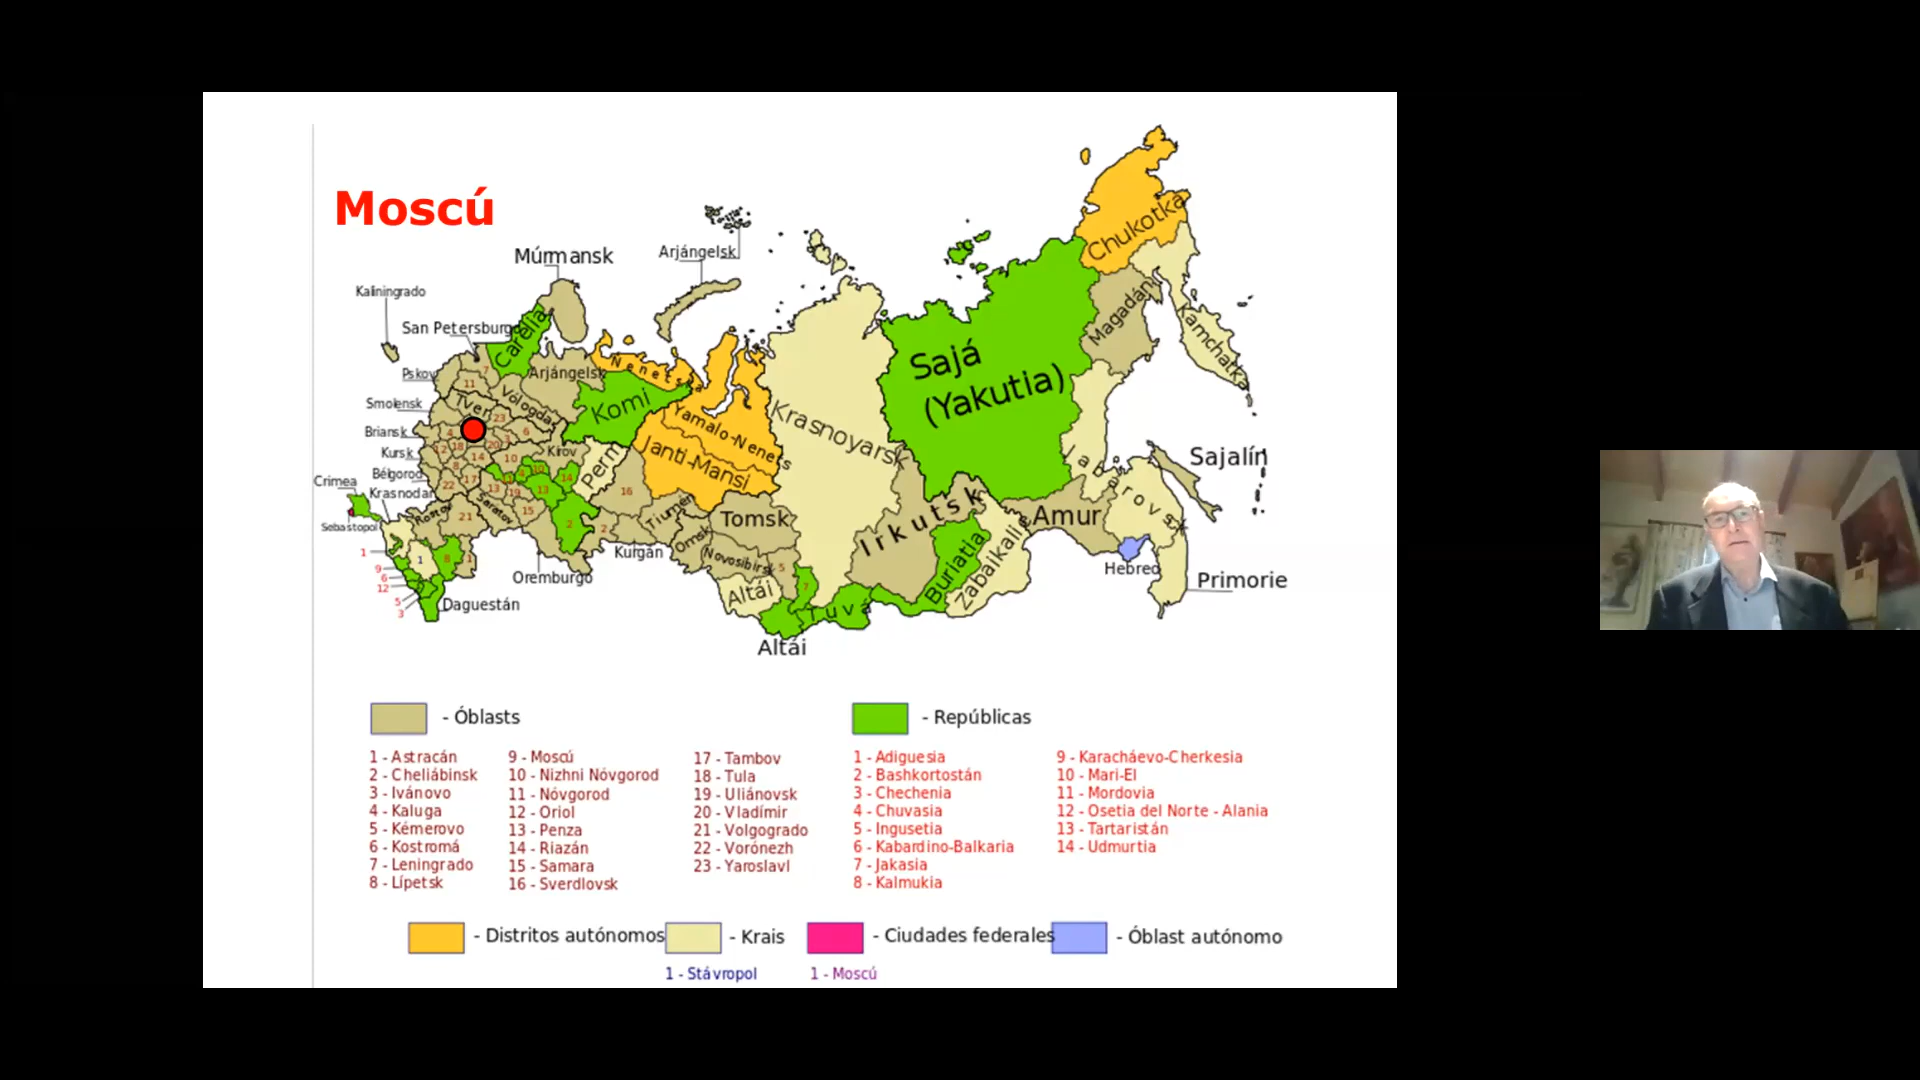 Moscú
Múrmansk
Arjángelsk
Kaliningrado
San Petersburgo
Carelia
Pskov
Arjángelsk
Nenetsia
Chukotka
Magadán
Kamchatka
Sajá
(Yakutia)
Smolensk
Tver
Vólogda
Komi
Yamalo-Nenets
Krasnoyarsk
Briansk
Kursk
Kírov
Perm
Janti-Mansi
Jabárovsk
Sajalín
Bélgorod
Crimea
Krasnodar
Sebastopol
Rostov
Sarátov
Tiumén
Tomsk
Omsk
Novosibirsk
Irkutsk
Amur
Kurgán
Oremburgo
Daguestán
Altái
Tuvá
Buriatia
Zabaikalie
Hebreo
Primorie
Altái
- Óblasts
1 - Astracán
2 - Cheliábinsk
3 - Ivánovo
4 - Kaluga
5 - Kémerovo
6 - Kostromá
7 - Leningrado
8 - Lípetsk
9 - Moscú
10 - Nizhni Nóvgorod
11 - Nóvgorod
12 - Oriol
13 - Penza
14 - Riazán
15 - Samara
16 - Sverdlovsk
17 - Tambov
18 - Tula
19 - Uliánovsk
20 - Vladímir
21 - Volgogrado
22 - Vorónezh
23 - Yaroslavl
- Repúblicas
1 - Adiguesia
2 - Bashkortostán
3 - Chechenia
4 - Chuvasia
5 - Ingusetia
6 - Kabardino-Balkaria
7 - Jakasia
8 - Kalmukia
9 - Karacháevo-Cherkesia
10 - Mari-El
11 - Mordovia
12 - Osetia del Norte - Alania
13 - Tartaristán
14 - Udmurtia
- Distritos autónomos
- Krais
1 - Stávropol
- Ciudades federales
1 - Moscú
- Óblast autónomo